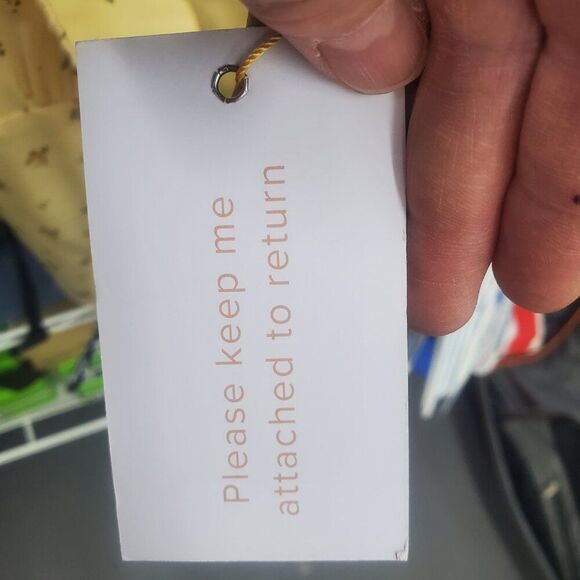 Please keep me
attached to return